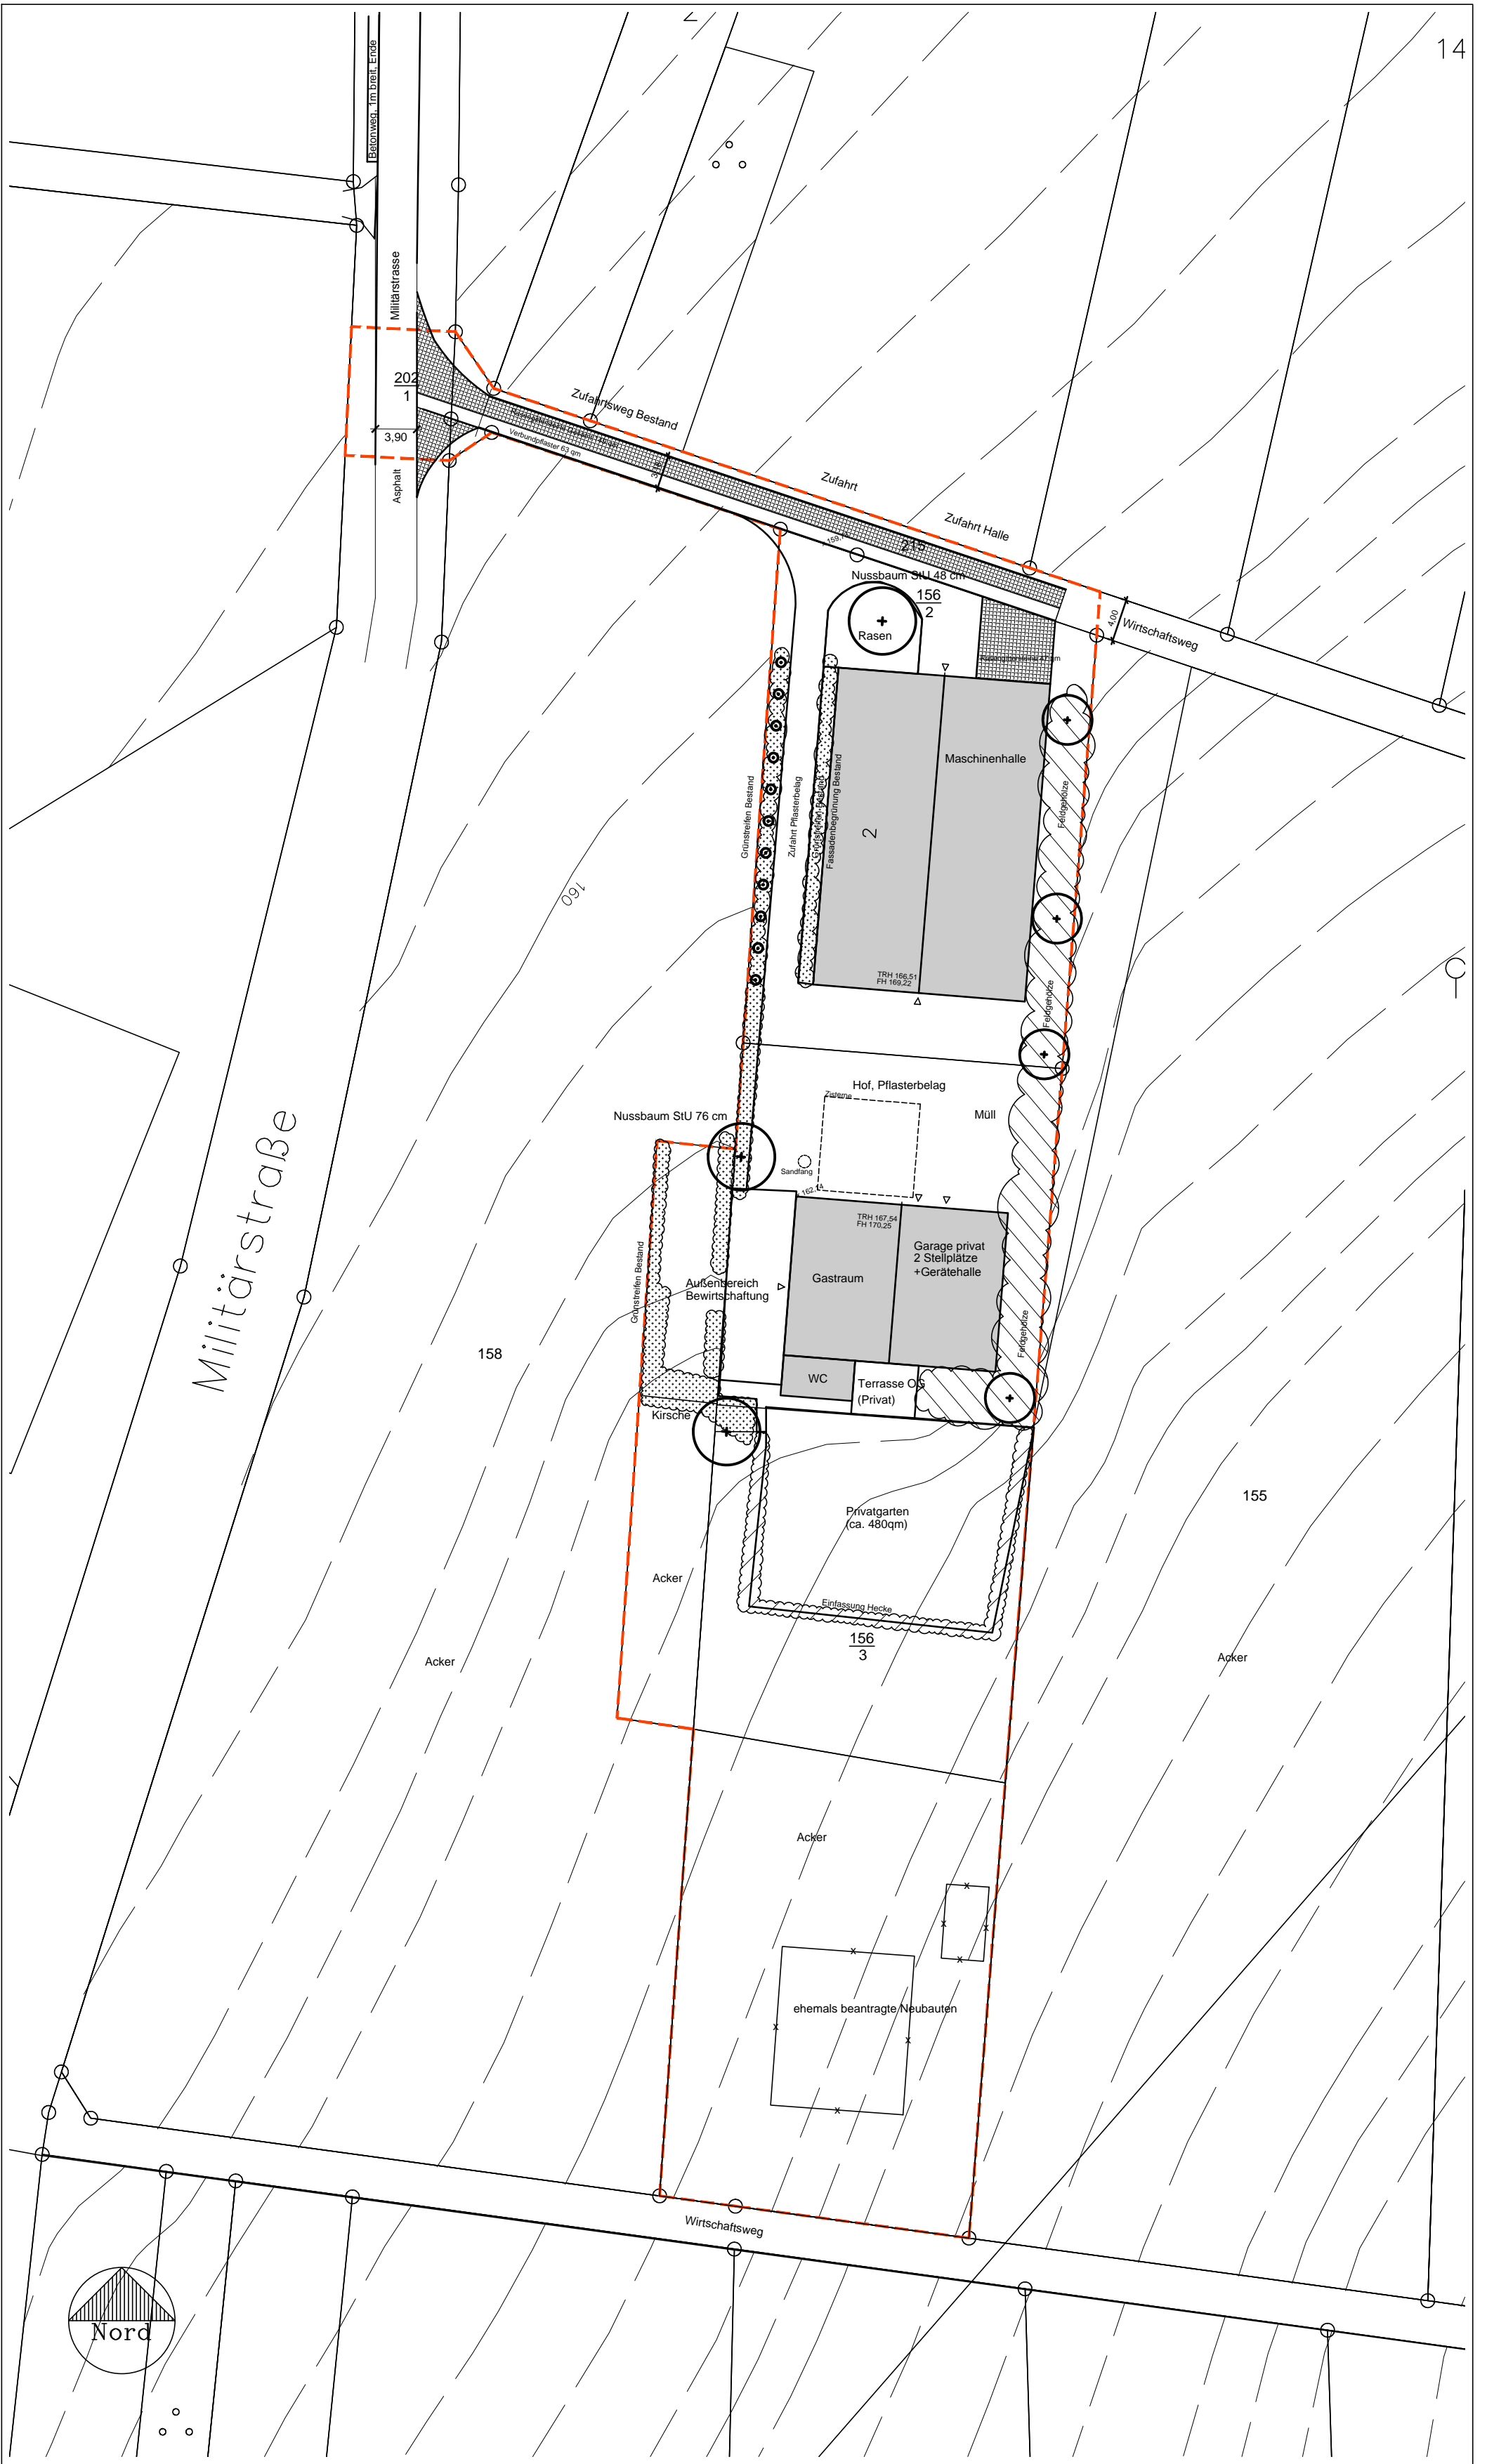 14
Betonweg, 1m breit, Ende
Militärstrasse
202
1
3,90
Asphalt
Zufahrtsweg Bestand
Verbundpflaster 63 qm
Zufahrt
Zufahrt Halle
215
Nussbaum StU 48 cm
156
2
Rasen
4,00
Wirtschaftsweg
Maschinenhalle
2
Grünstreifen Bestand
Zufahrt Pflasterbelag
Fassadenbegrünung Bestand
Feldgehölze
160
TRH 166,51
FH 169,22
Feldgehölze
Hof, Pflasterbelag
Zisterne
Müll
Nussbaum StU 76 cm
Sandfang
162,14
TRH 167,54
FH 170,25
Garage privat
2 Stellplätze
+Gerätehalle
Gastraum
Außenbereich
Bewirtschaftung
Grünstreifen Bestand
Feldgehölze
Militärstraße
158
WC
Terrasse OG
(Privat)
Kirsche
155
Privatgarten
(ca. 480qm)
Acker
Einfassung Hecke
156
3
Acker
Acker
Acker
ehemals beantragte Neubauten
Wirtschaftsweg
Nord